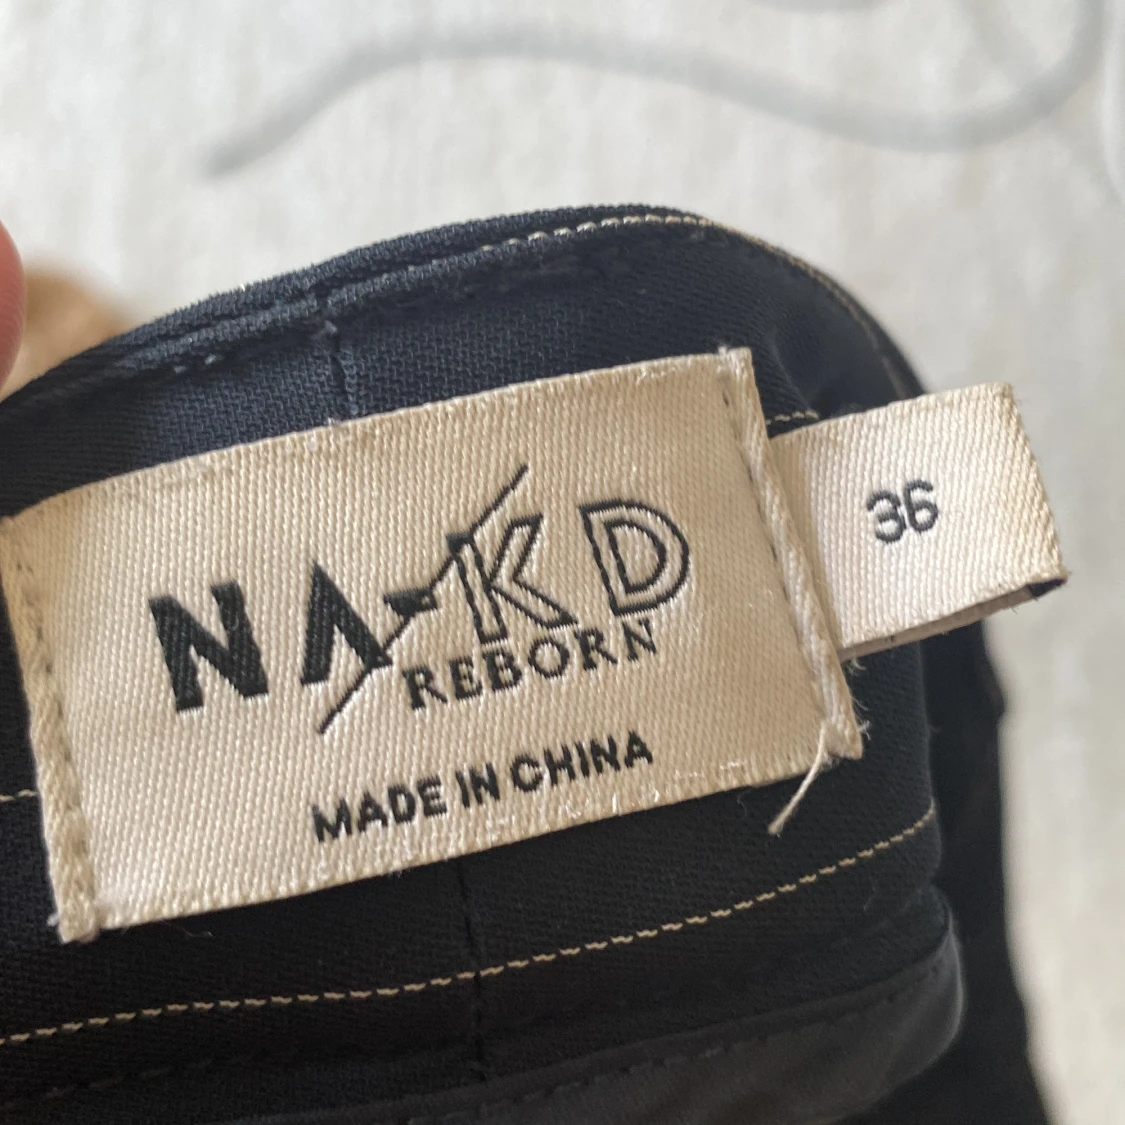 NA-KD
REBORN
MADE IN CHINA
36